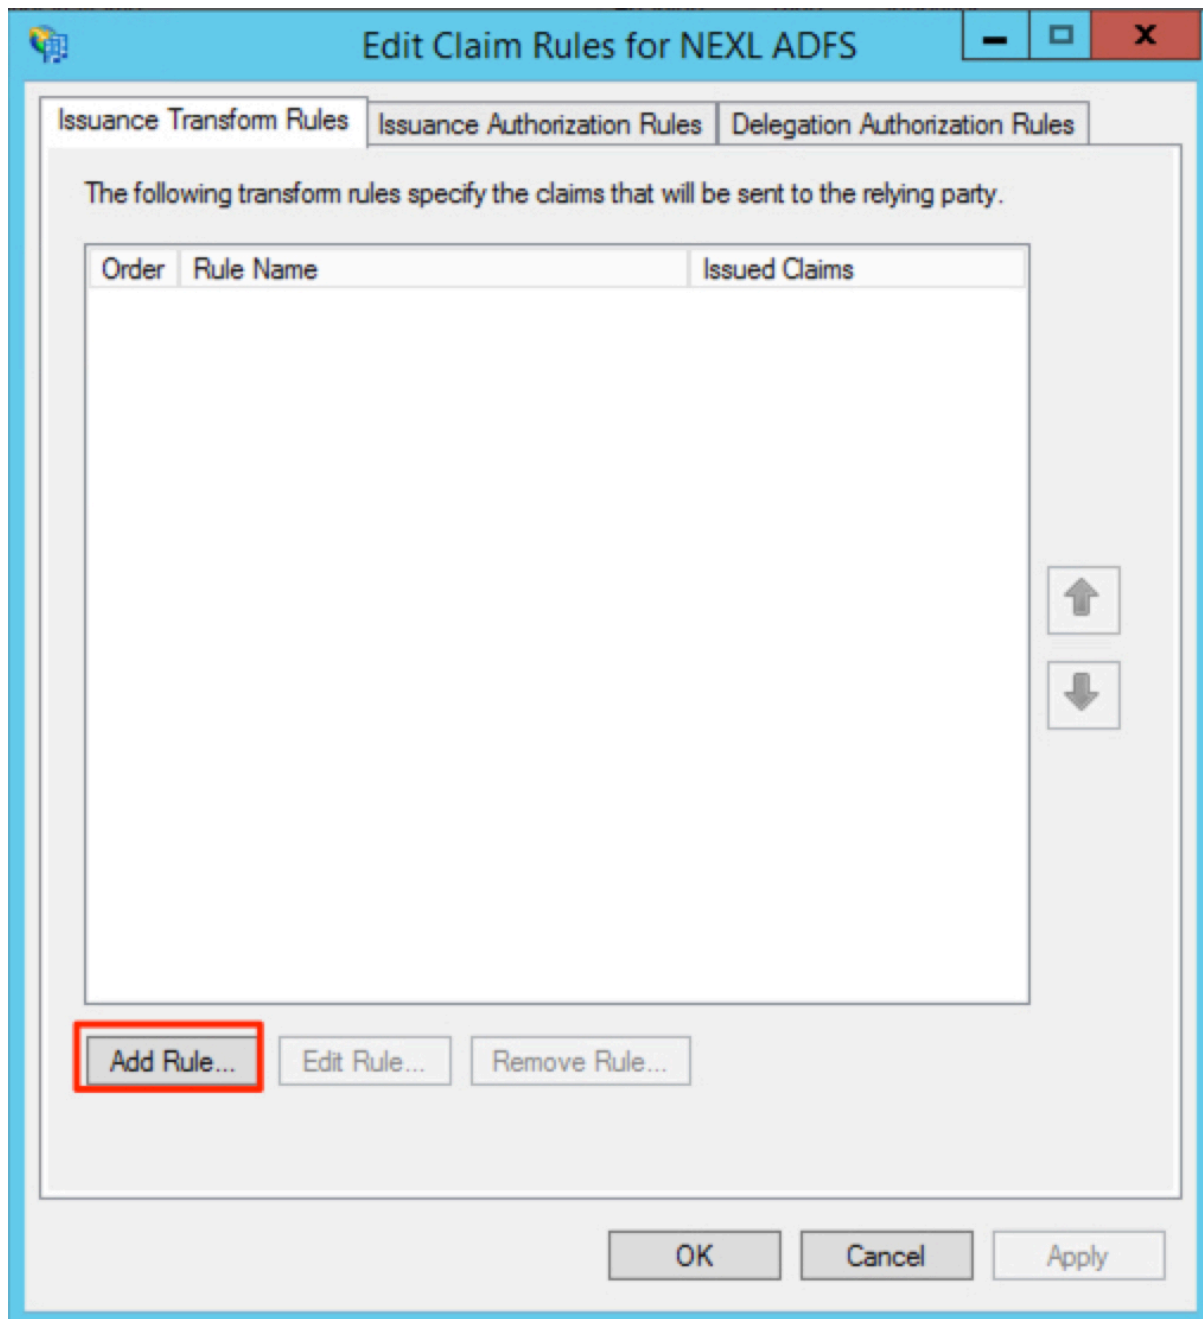 Edit Claim Rules for NEXL ADFS
Issuance Transform Rules
Issuance Authorization Rules
Delegation Authorization Rules
The following transform rules specify the claims that will be sent to the relying party.
Order
Rule Name
Issued Claims
Add Rule...
Edit Rule...
Remove Rule...
OK
Cancel
Apply